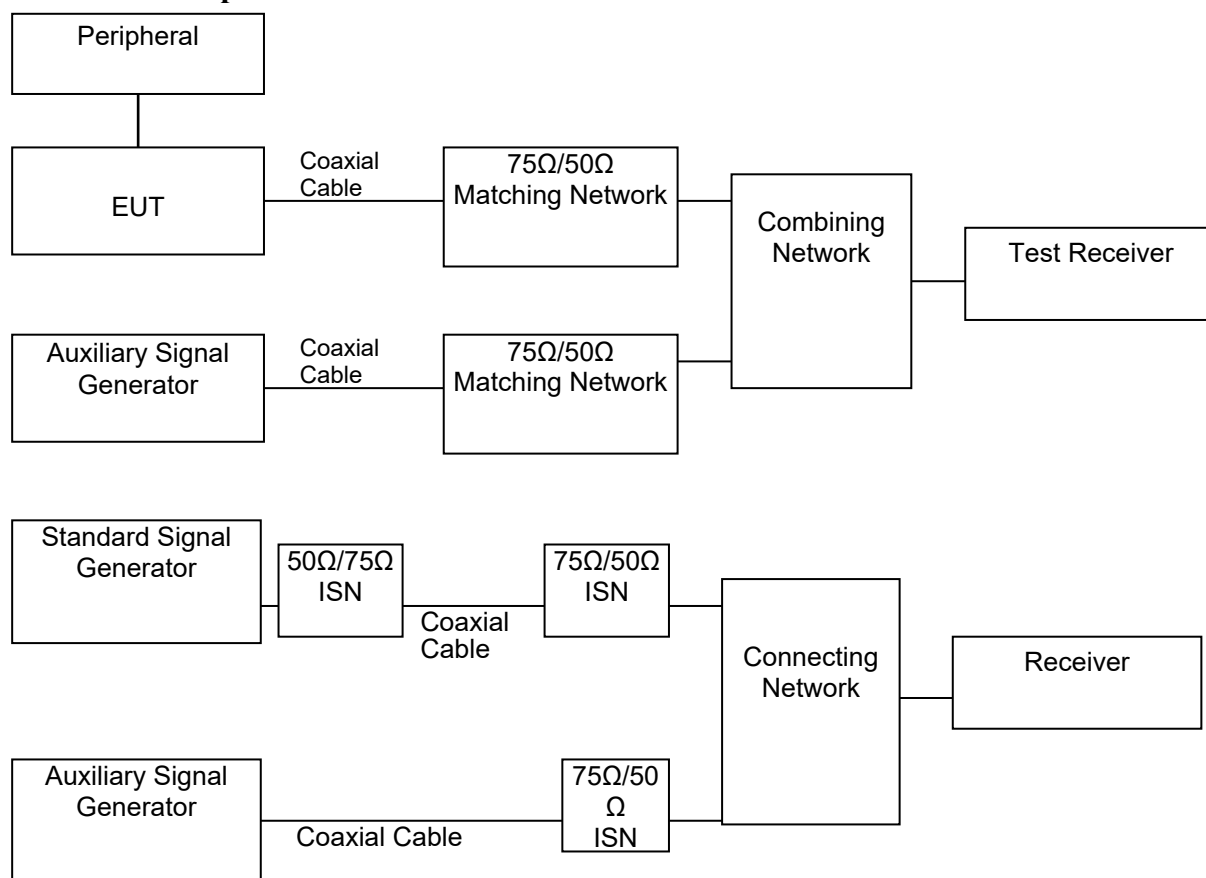 Peripheral
EUT
Coaxial
Cable
75Ω/50Ω
Matching Network
Combining
Network
Test Receiver
Auxiliary Signal
Generator
Coaxial
Cable
75Ω/50Ω
Matching Network
Standard Signal
Generator
50Ω/75Ω
ISN
Coaxial
Cable
75Ω/50Ω
ISN
Connecting
Network
Receiver
Auxiliary Signal
Generator
Coaxial Cable
75Ω/50
Ω
ISN